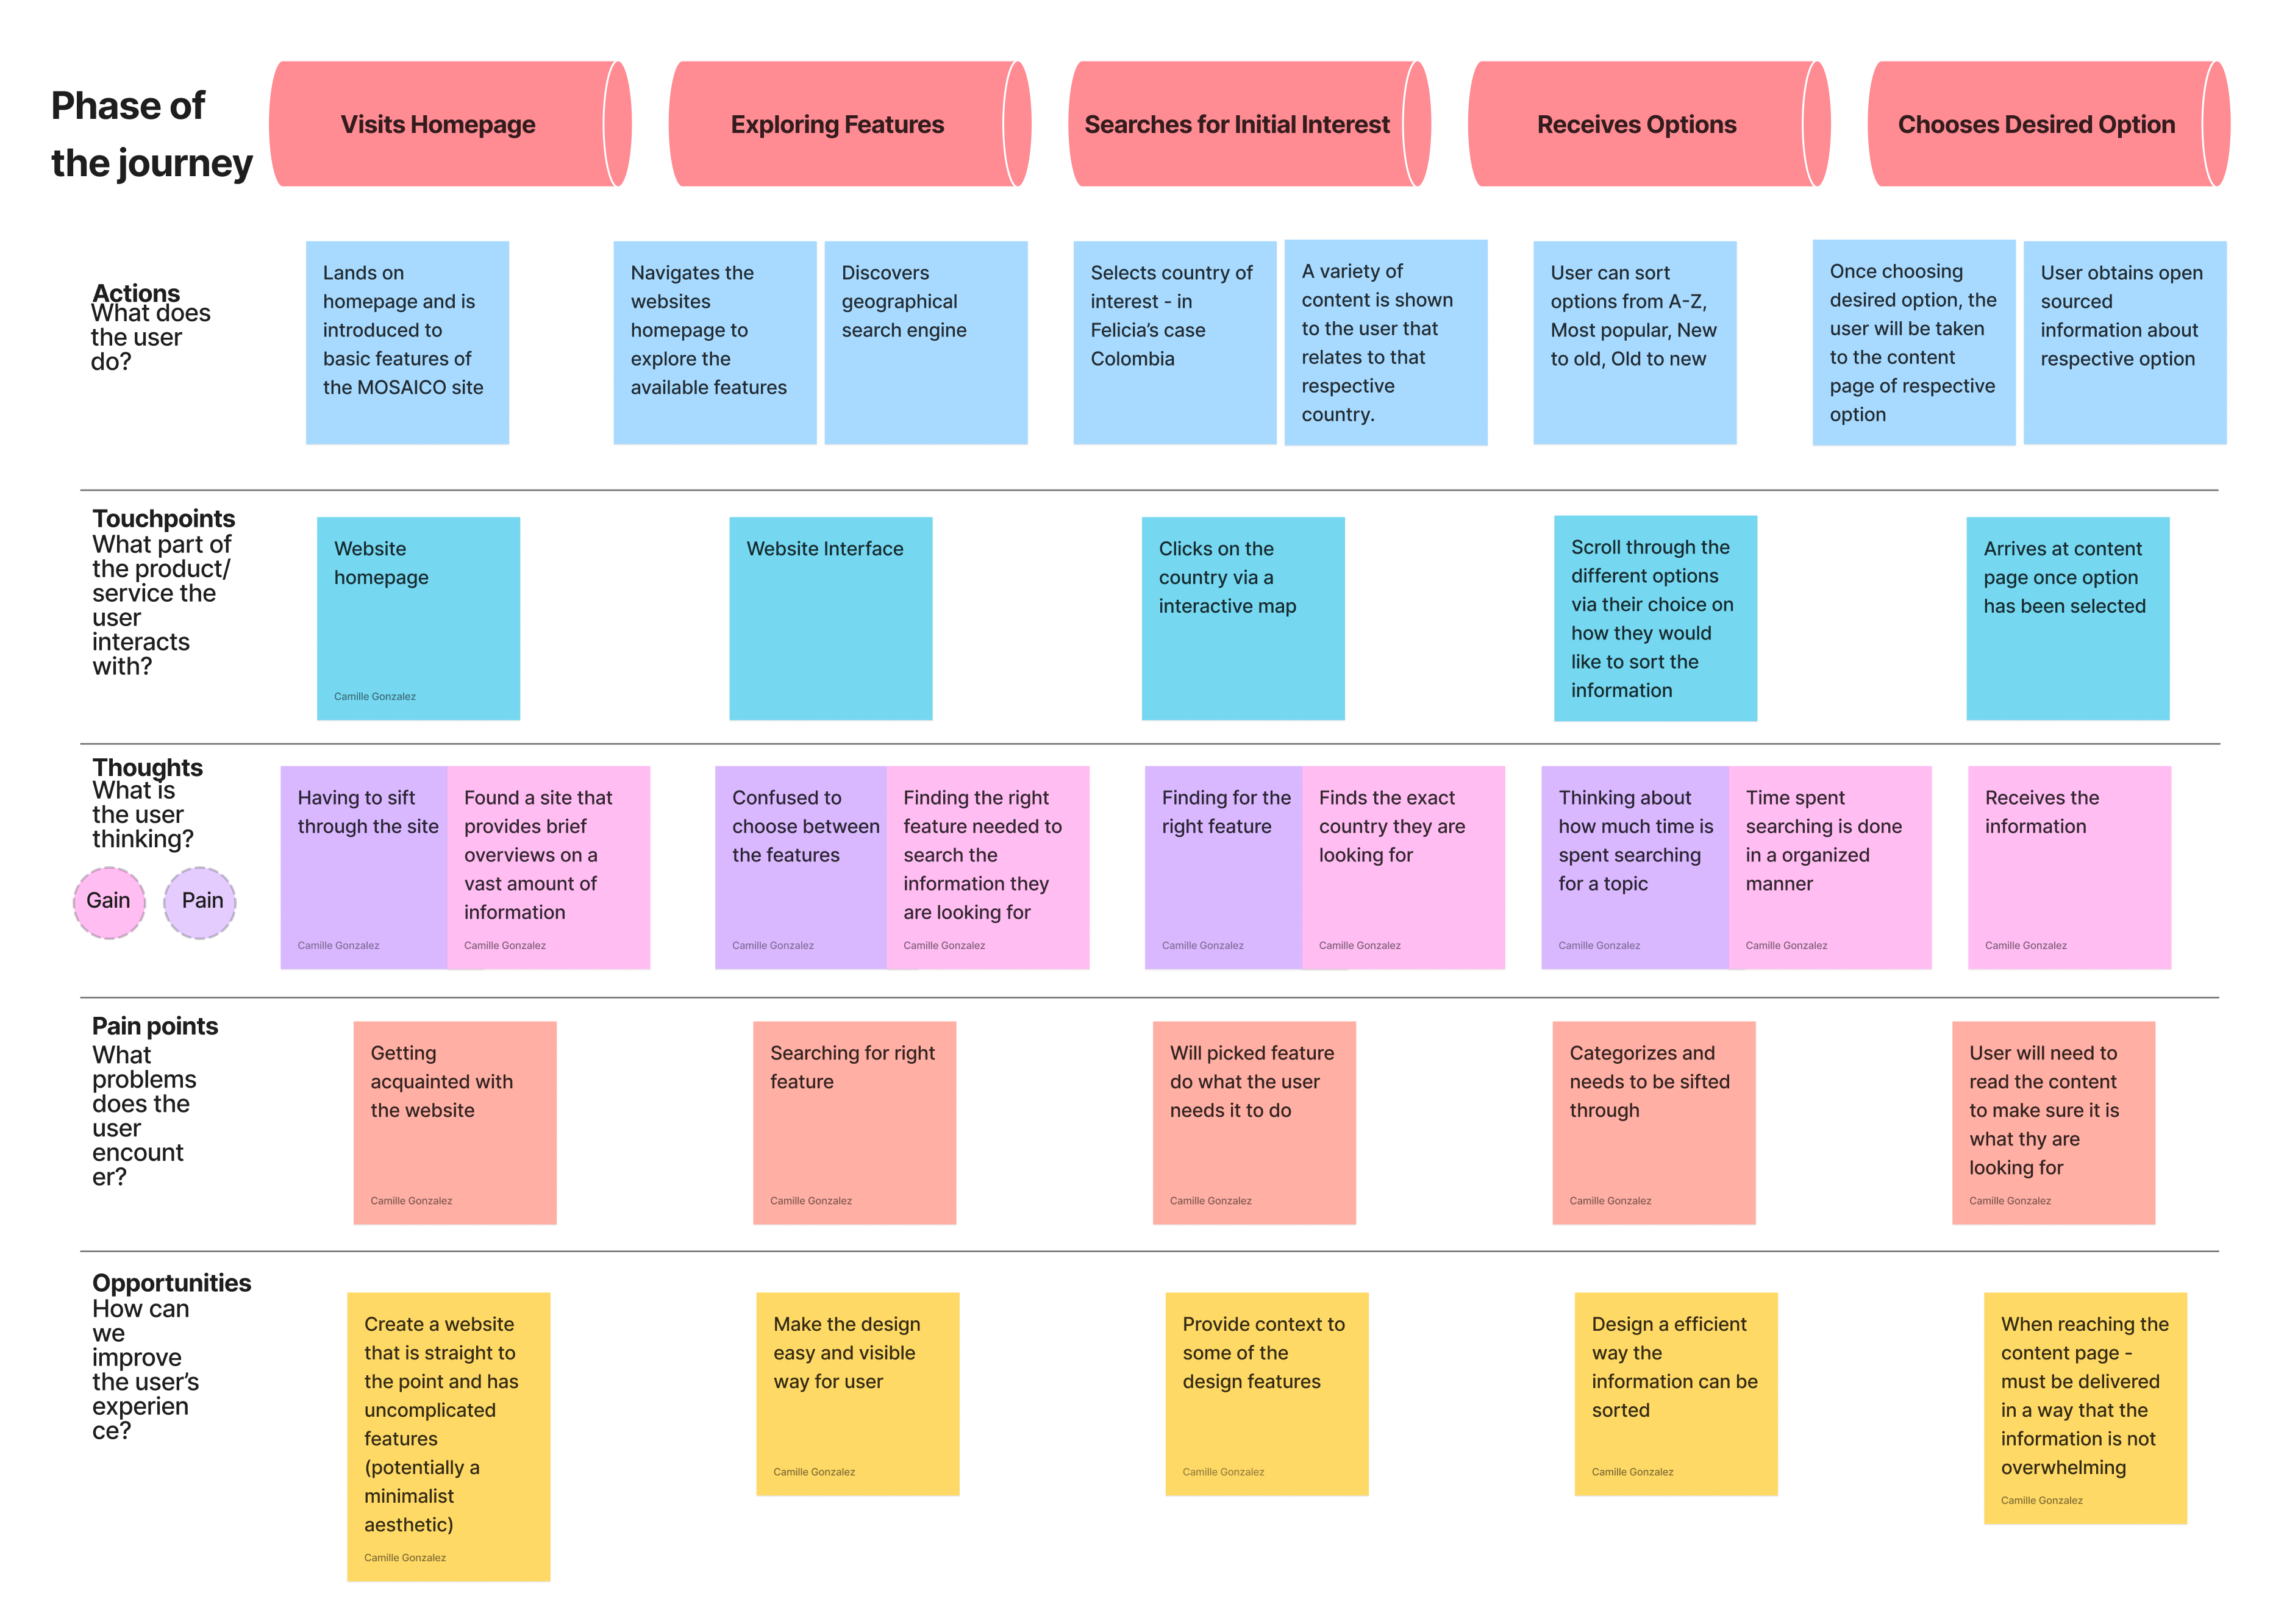 Phase of
the journey
Visits Homepage
Exploring Features
Searches for Initial Interest
Receives Options
Chooses Desired Option
Actions
What does
the user
do?
Lands on
homepage and is
introduced to
basic features of
the MOSAICO site
Navigates the
websites
homepage to
explore the
available features
Discovers
geographical
search engine
Selects country of
interest - in
Felicia's case
Colombia
A variety of
content is shown
to the user that
relates to that
respective
country.
User can sort
options from A-Z,
Most popular, New
to old, Old to new
Once choosing
desired option, the
user will be taken
to the content
page of respective
option
User obtains open
sourced
information about
respective option
Touchpoints
What part of
the product/
service the
user
interacts
with?
Website
homepage
Camille Gonzalez
Website Interface
Clicks on the
country via a
interactive map
Scroll through the
different options
via their choice on
how they would
like to sort the
information
Arrives at content
page once option
has been selected
Thoughts
What is
the user
thinking?
Gain
Pain
Having to sift
through the site
Camille Gonzalez
Found a site that
provides brief
overviews on a
vast amount of
information
Camille Gonzalez
Confused to
choose between
the features
Camille Gonzalez
Finding the right
feature needed to
search the
information they
are looking for
Camille Gonzalez
Finding for the
right feature
Camille Gonzalez
Finds the exact
country they are
looking for
Camille Gonzalez
Thinking about
how much time is
spent searching
for a topic
Camille Gonzalez
Time spent
searching is done
in a organized
manner
Camille Gonzalez
Receives the
information
Camille Gonzalez
Pain points
What
problems
does the
user
encount
er?
Getting
acquainted with
the website
Camille Gonzalez
Searching for right
feature
Camille Gonzalez
Will picked feature
do what the user
needs it to do
Camille Gonzalez
Categorizes and
needs to be sifted
through
Camille Gonzalez
User will need to
read the content
to make sure it is
what thy are
looking for
Camille Gonzalez
Opportunities
How can
we
improve
the user's
experien
ce?
Create a website
that is straight to
the point and has
uncomplicated
features
(potentially a
minimalist
aesthetic)
Camille Gonzalez
Make the design
easy and visible
way for user
Camille Gonzalez
Provide context to
some of the
design features
Camille Gonzalez
Design a efficient
way the
information can be
sorted
Camille Gonzalez
When reaching the
content page -
must be delivered
in a way that the
information is not
overwhelming
Camille Gonzalez